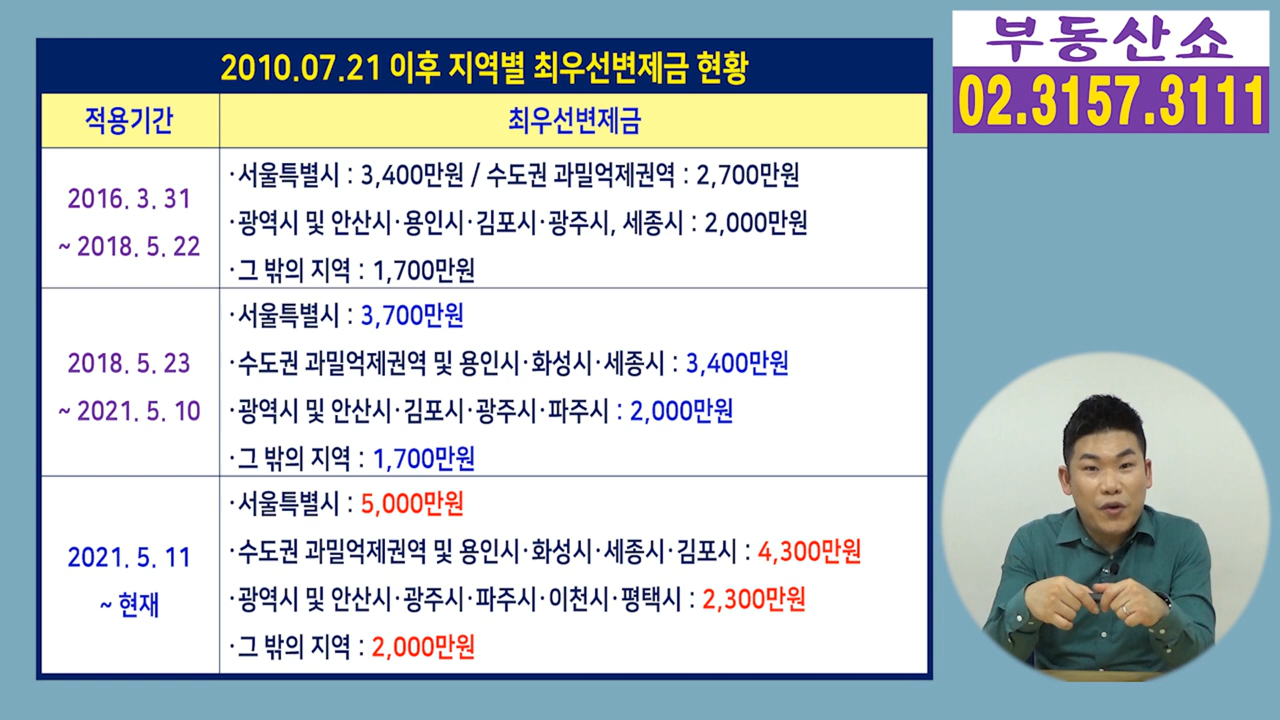 2010.07.21 이후 지역별 최우선변제금 현황
적용기간 최우선변제금
2016. 3. 31
~ 2018. 5. 22
·서울특별시 : 3,400만원 / 수도권 과밀억제권역 : 2,700만원
·광역시 및 안산시·용인시·김포시·광주시, 세종시 : 2,000만원
·그 밖의 지역 : 1,700만원
2018. 5. 23
~ 2021. 5. 10
·서울특별시 : 3,700만원
·수도권 과밀억제권역 및 용인시·화성시·세종시 : 3,400만원
·광역시 및 안산시·김포시·광주시·파주시 : 2,000만원
·그 밖의 지역 : 1,700만원
2021. 5. 11
~ 현재
·서울특별시 : 5,000만원
·수도권 과밀억제권역 및 용인시·화성시·세종시·김포시 : 4,300만원
·광역시 및 안산시·광주시·파주시·이천시·평택시 : 2,300만원
·그 밖의 지역 : 2,000만원
부동산쇼
02.3157.3111